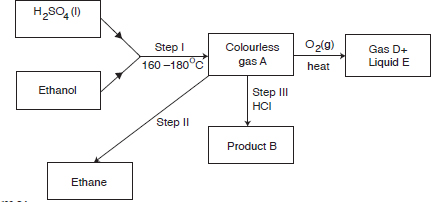 H₂SO₄ (l)
Ethanol
Step I
160 –180°C
Colourless
gas A
O₂(g)
heat
Gas D+
Liquid E
Step III
HCl
Step II
Product B
Ethane